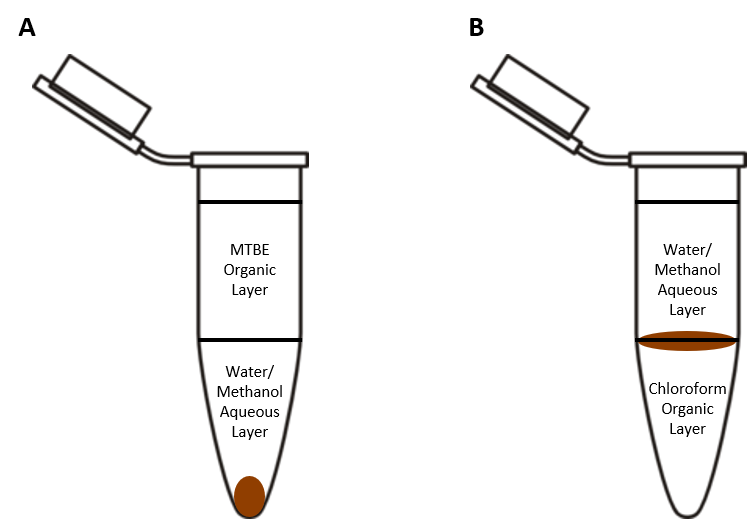 A
B
MTBE
Organic
Layer
Water/
Methanol
Aqueous
Layer
Water/
Methanol
Aqueous
Layer
Chloroform
Organic
Layer